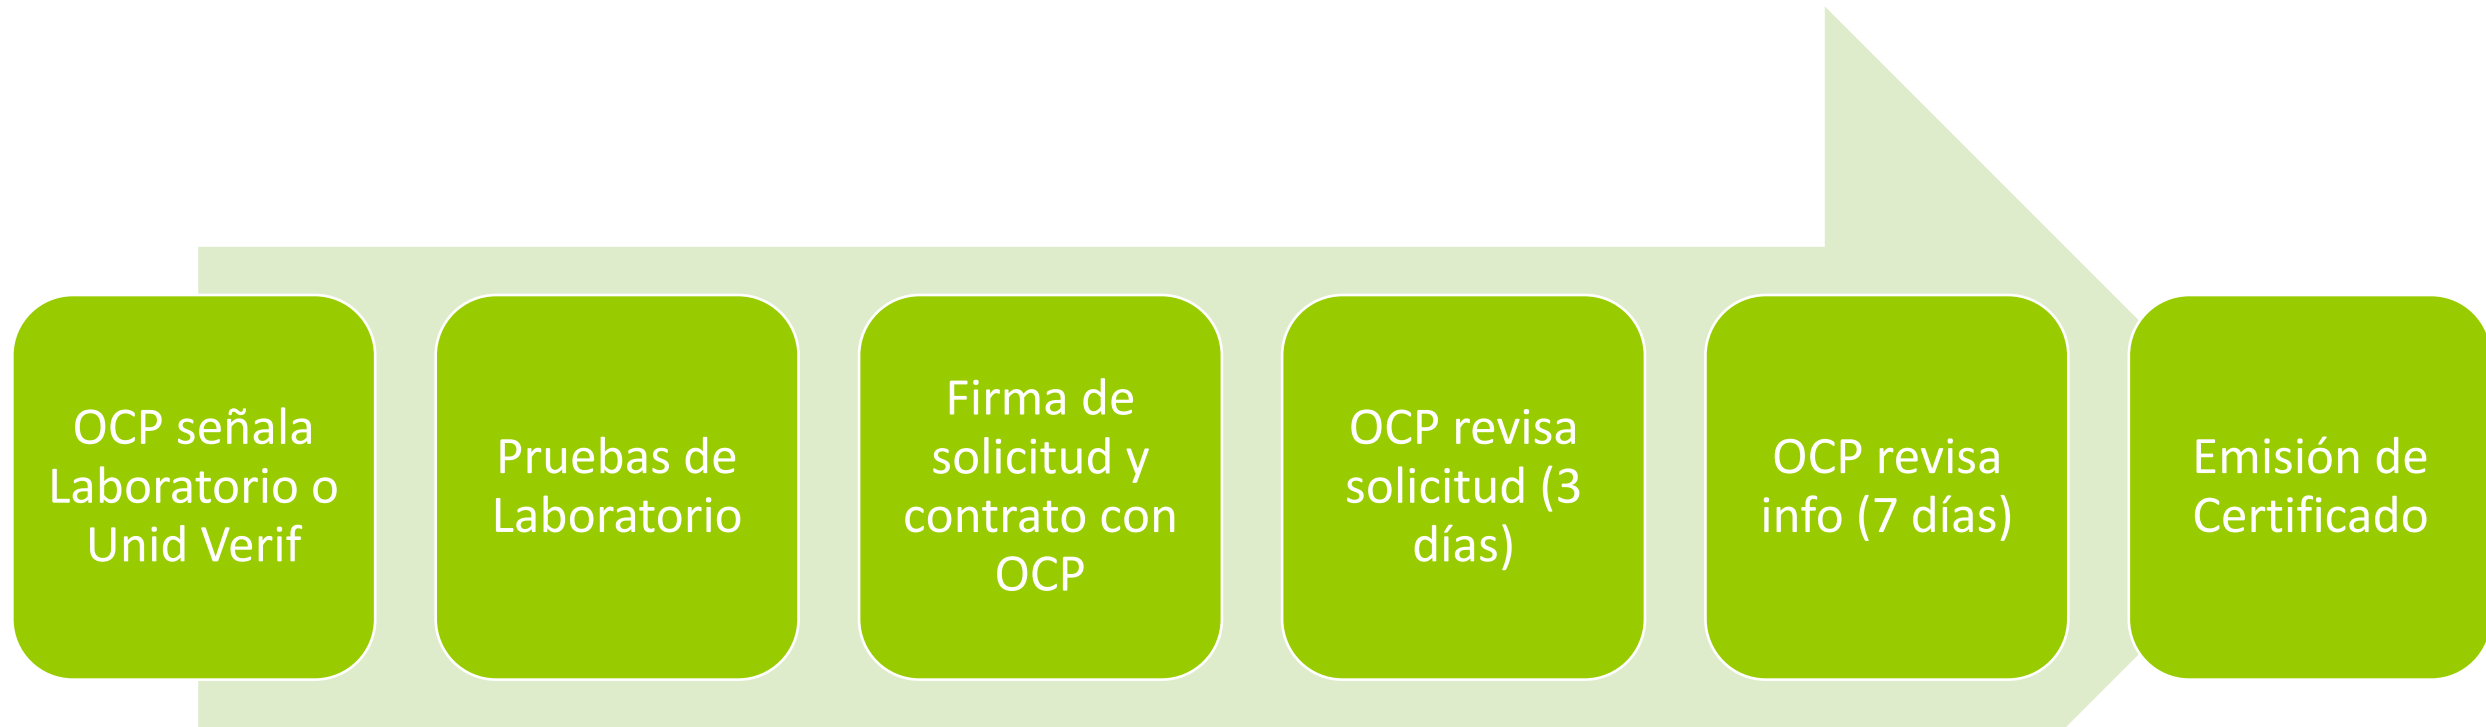 OCP señala
Laboratorio o
Unid Verif
Pruebas de
Laboratorio
Firma de
solicitud y
contrato con
OCP
OCP revisa
solicitud (3
días)
OCP revisa
info (7 días)
Emisión de
Certificado